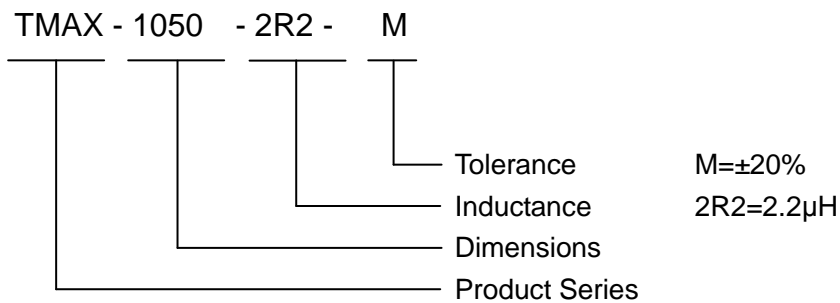 TMAX - 1050 - 2R2 - M
Tolerance M=±20%
Inductance 2R2=2.2µH
Dimensions
Product Series